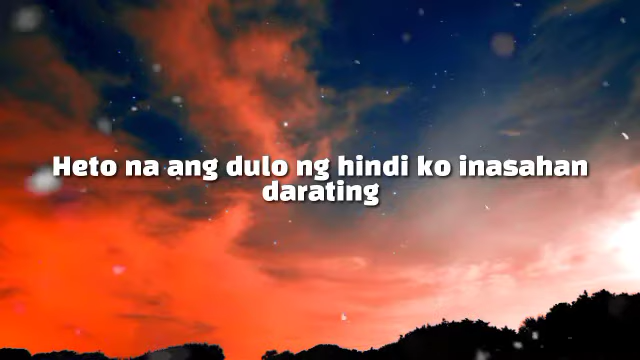 Heto na ang dulo ng hindi ko inasahan
darating